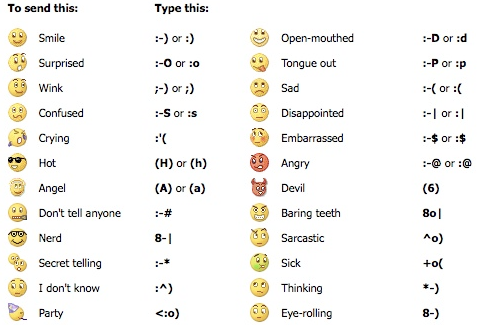 To send this: Type this:
Smile :-) or :) Open-mouthed :-D or :d
Surprised :-O or :o Tongue out :-P or :p
Wink ;-) or ;) Sad :-( or :(
Confused :-S or :s Disappointed :-| or :|
Crying :'( Embarrassed :-$ or :$
Hot (H) or (h) Angry :-@ or :@
Angel (A) or (a) Devil (6)
Don't tell anyone :-# Baring teeth 8o|
Nerd 8-| Sarcastic ^o)
Secret telling :-* Sick +o(
I don't know :^) Thinking *-)
Party <:o) Eye-rolling 8-)